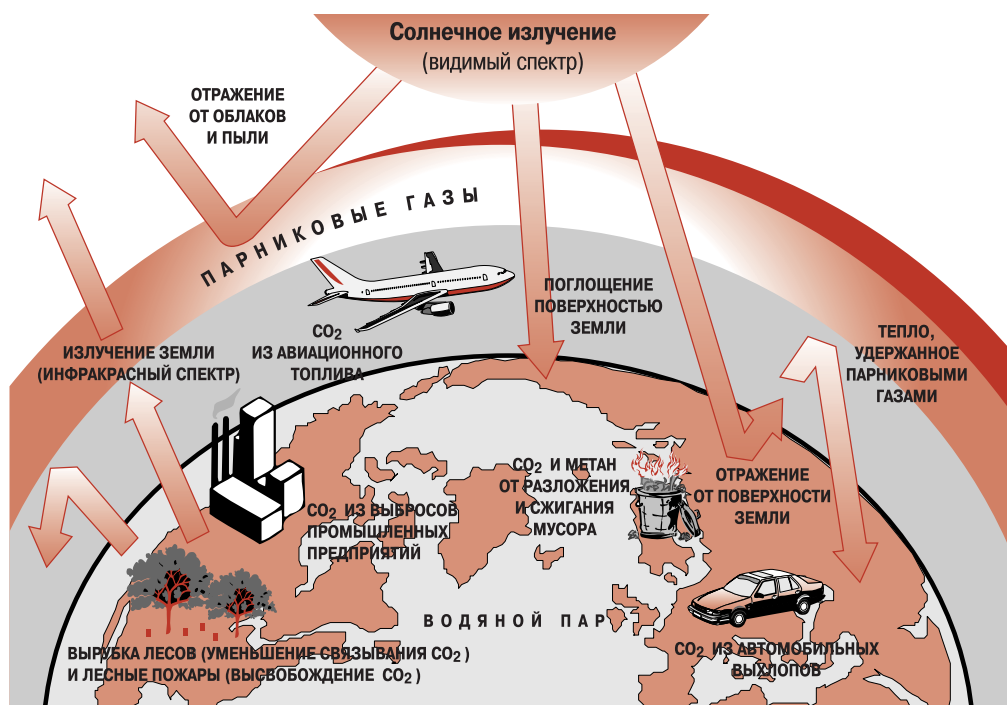 Солнечное излучение
(видимый спектр)
ОТРАЖЕНИЕ
ОТ ОБЛАКОВ
И ПЫЛИ
ПАРНИКОВЫЕ ГАЗЫ
ПОГЛОЩЕНИЕ
ПОВЕРХНОСТЬЮ
ЗЕМЛИ
CO₂
ИЗ АВИАЦИОННОГО
ТОПЛИВА
ИЗЛУЧЕНИЕ ЗЕМЛИ
(ИНФРАКРАСНЫЙ СПЕКТР)
ТЕПЛО,
УДЕРЖАННОЕ
ПАРНИКОВЫМИ
ГАЗАМИ
CO₂ И МЕТАН
ОТ РАЗЛОЖЕНИЯ
И СЖИГАНИЯ
МУСОРА
ОТРАЖЕНИЕ
ОТ ПОВЕРХНОСТИ
ЗЕМЛИ
CO₂ ИЗ ВЫБРОСОВ
ПРОМЫШЛЕННЫХ
ПРЕДПРИЯТИЙ
ВОДЯНОЙ ПАР
ВЫРУБКА ЛЕСОВ (УМЕНЬШЕНИЕ СВЯЗЫВАНИЯ CO₂)
И ЛЕСНЫЕ ПОЖАРЫ (ВЫСВОБОЖДЕНИЕ CO₂)
CO₂ ИЗ АВТОМОБИЛЬНЫХ
ВЫХЛОПОВ